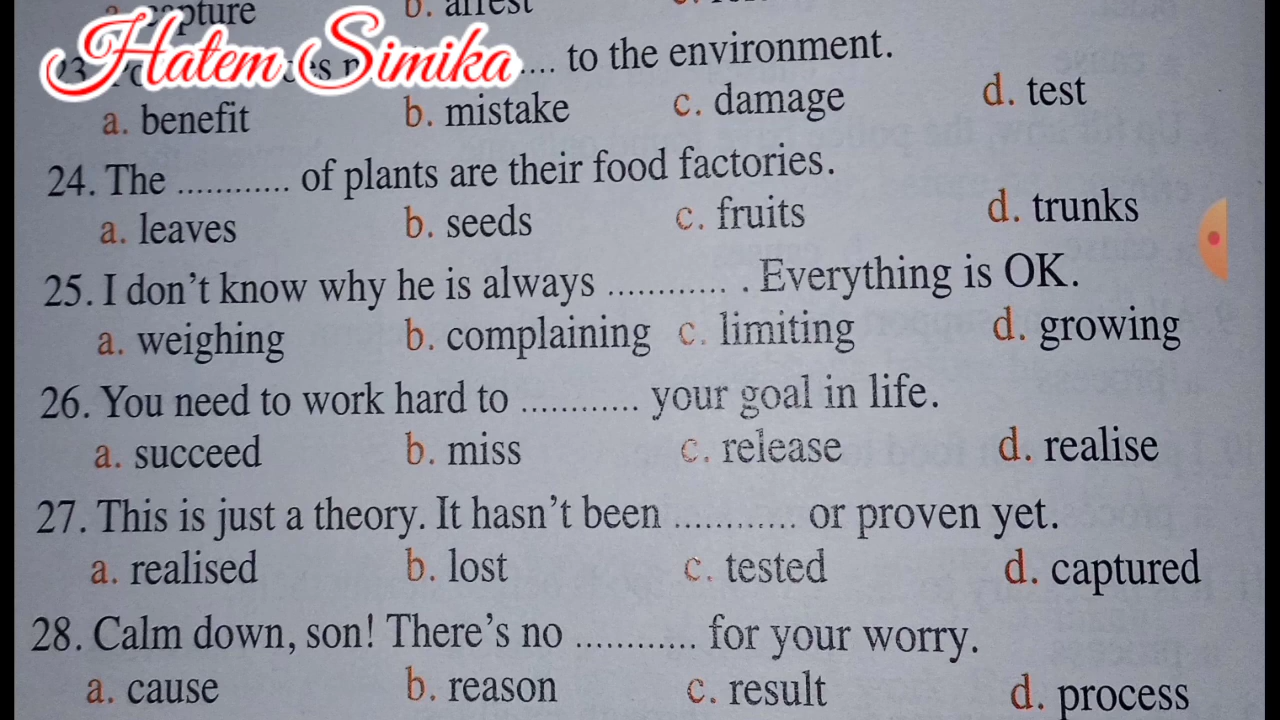 b. arrest
Hatem Simika
23. to the environment.
a. benefit b. mistake c. damage d. test
24. The ............ of plants are their food factories.
a. leaves b. seeds c. fruits d. trunks
25. I don't know why he is always ............ . Everything is OK.
a. weighing b. complaining c. limiting d. growing
26. You need to work hard to ............ your goal in life.
a. succeed b. miss c. release d. realise
27. This is just a theory. It hasn't been ............ or proven yet.
a. realised b. lost c. tested d. captured
28. Calm down, son! There's no ............ for your worry.
a. cause b. reason c. result d. process